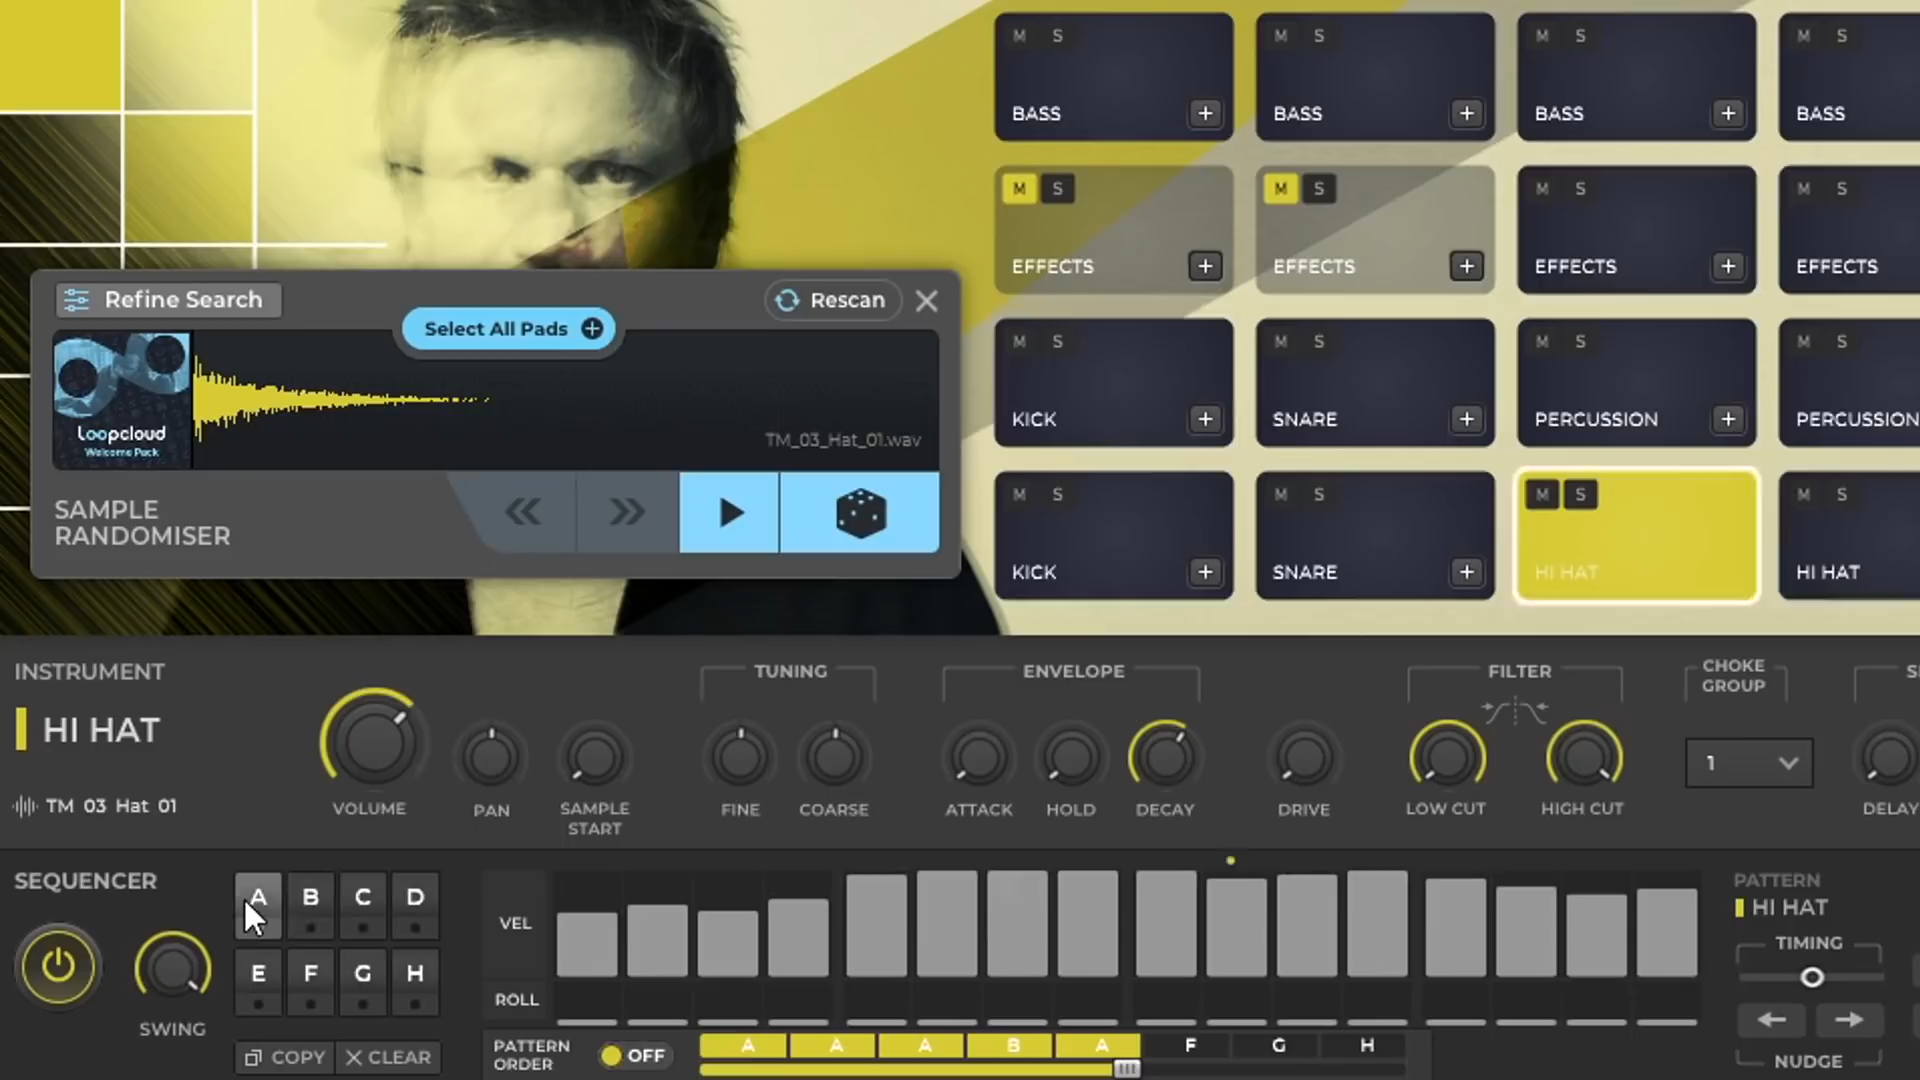 M S M S M S M S
BASS BASS BASS BASS
M S M S M S M S
EFFECTS EFFECTS EFFECTS EFFECTS
Refine Search
Rescan
Select All Pads
M S M S M S M S
KICK SNARE PERCUSSION PERCUSSION
Loopcloud
Welcome Pack
TM_03_Hat_01.wav
SAMPLE
RANDOMISER
M S M S M S M S
KICK SNARE HI HAT HI HAT
INSTRUMENT
HI HAT
TM 03 Hat 01
TUNING
ENVELOPE
FILTER
CHOKE
GROUP
1
VOLUME
PAN
SAMPLE
START
FINE
COARSE
ATTACK
HOLD
DECAY
DRIVE
LOW CUT
HIGH CUT
DELAY
SEQUENCER
A B C D
E F G H
SWING
COPY
CLEAR
VEL
ROLL
PATTERN
ORDER
OFF
A A A B A F G H
PATTERN
HI HAT
TIMING
NUDGE